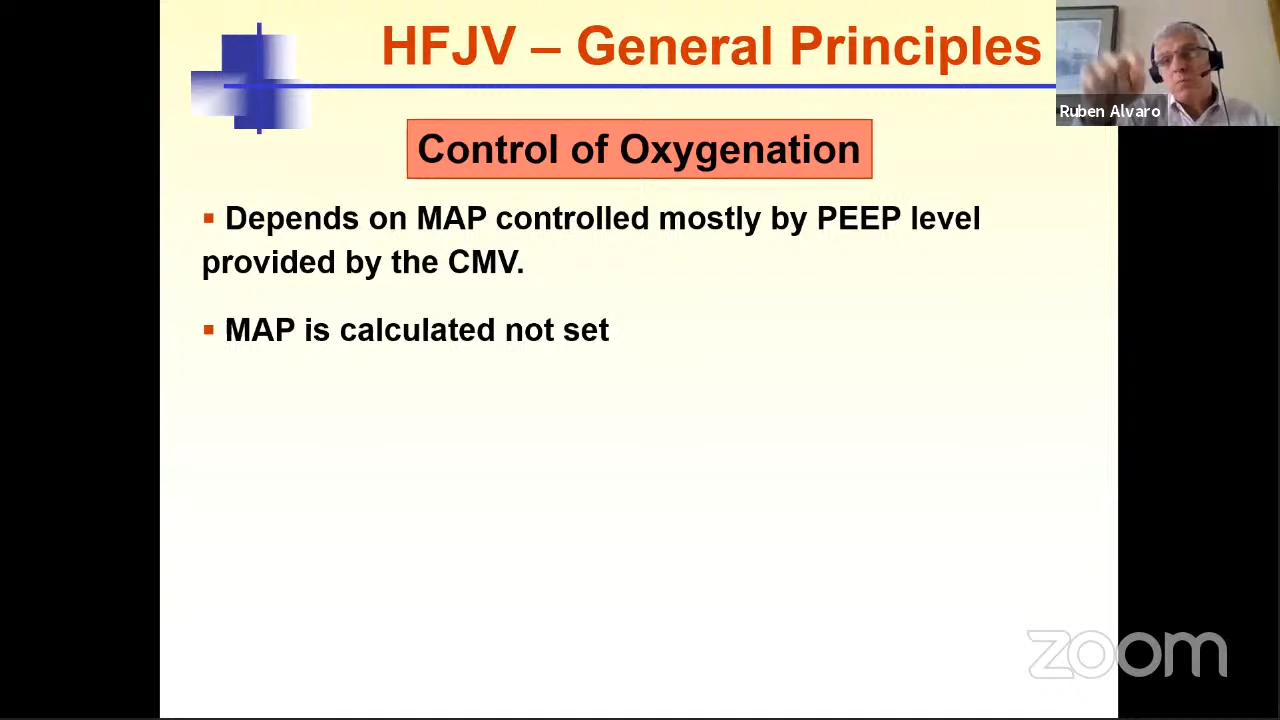 HFJV – General Principles
Ruben Alvaro
Control of Oxygenation
▪ Depends on MAP controlled mostly by PEEP level
provided by the CMV.
▪ MAP is calculated not set
zoom